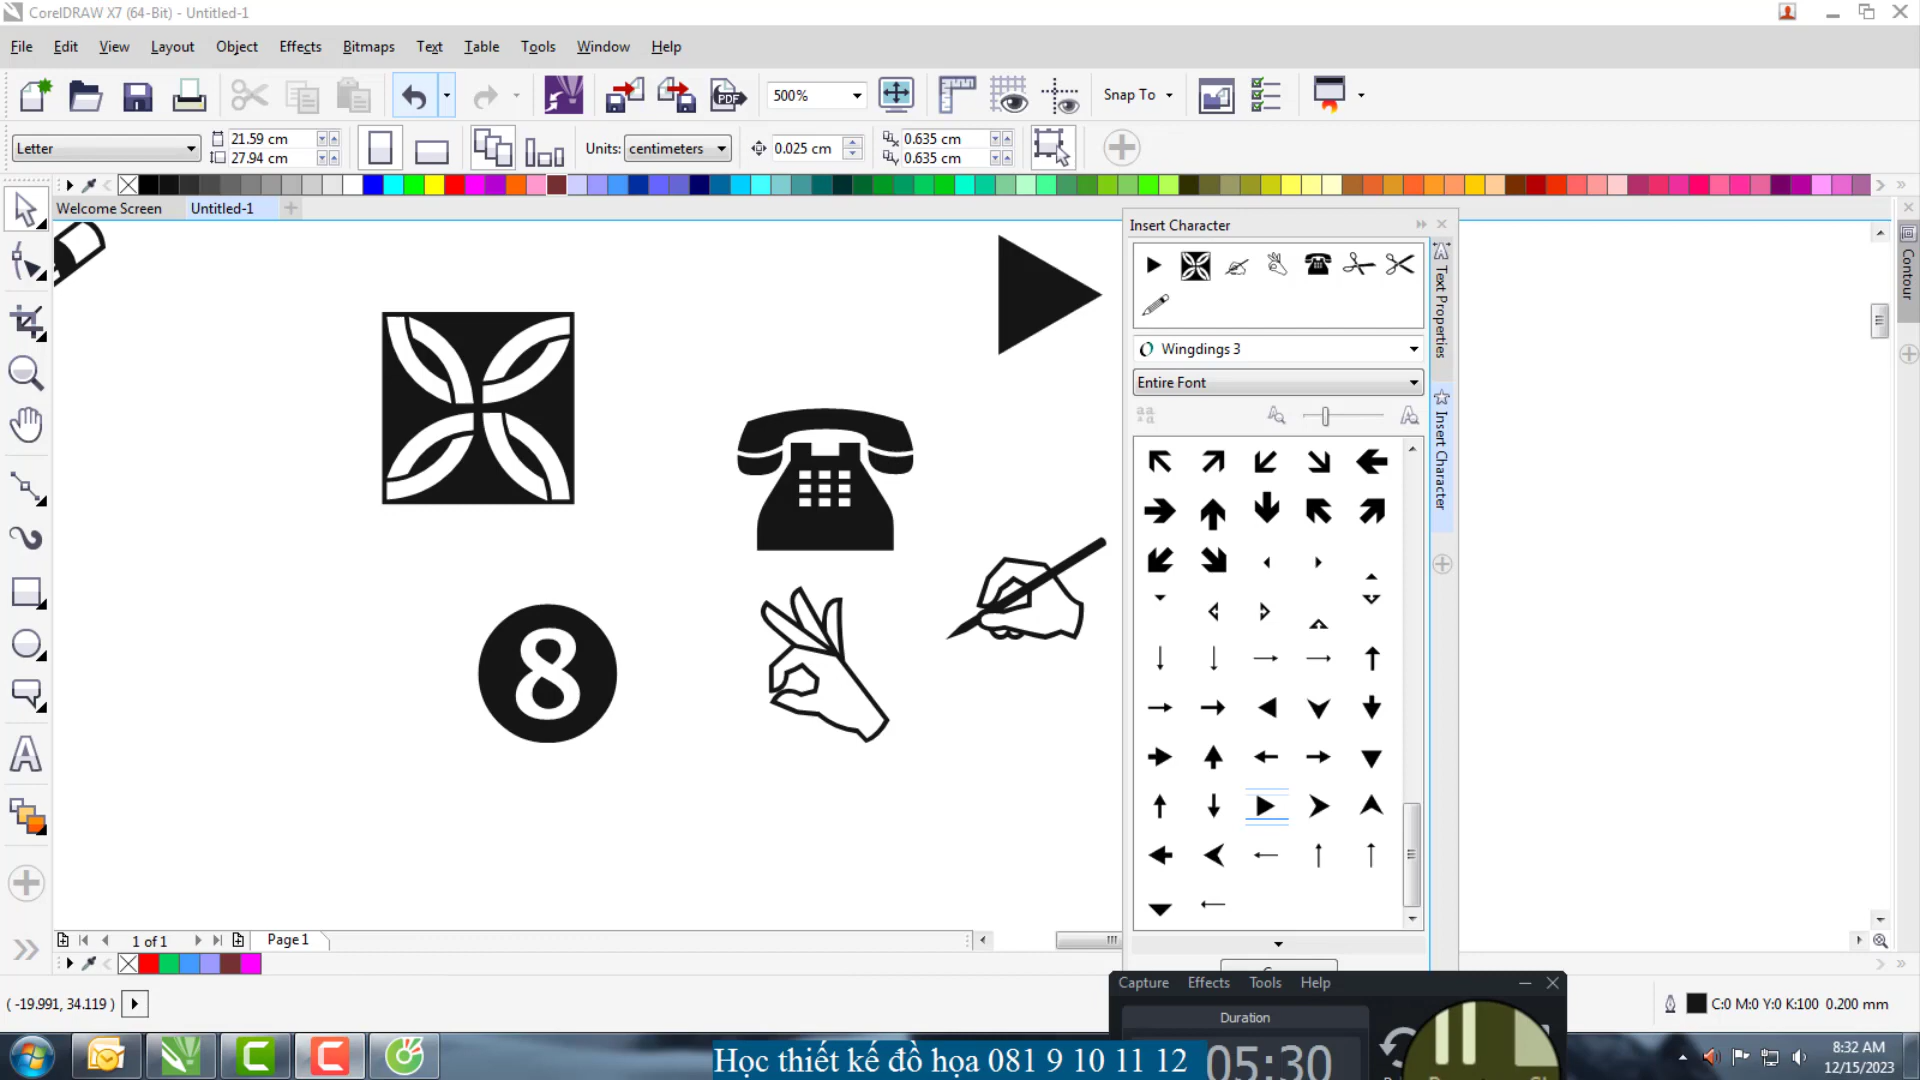 CorelDRAW X7 (64-Bit) - Untitled-1
File Edit View Layout Object Effects Bitmaps Text Table Tools Window Help
PDF 500% Snap To
Letter 21.59 cm Units: centimeters 0.025 cm 0.635 cm
27.94 cm 0.635 cm
Welcome Screen Untitled-1
Contour
Insert Character
Text Properties
Wingdings 3
Entire Font
Insert Character
8
1 of 1 Page 1
Capture Effects Tools Help
( -19.991, 34.119 ) C:0 M:0 Y:0 K:100 0.200 mm
Duration
Học thiết kế đồ họa 081 9 10 11 12
05:30
8:32 AM
12/15/2023